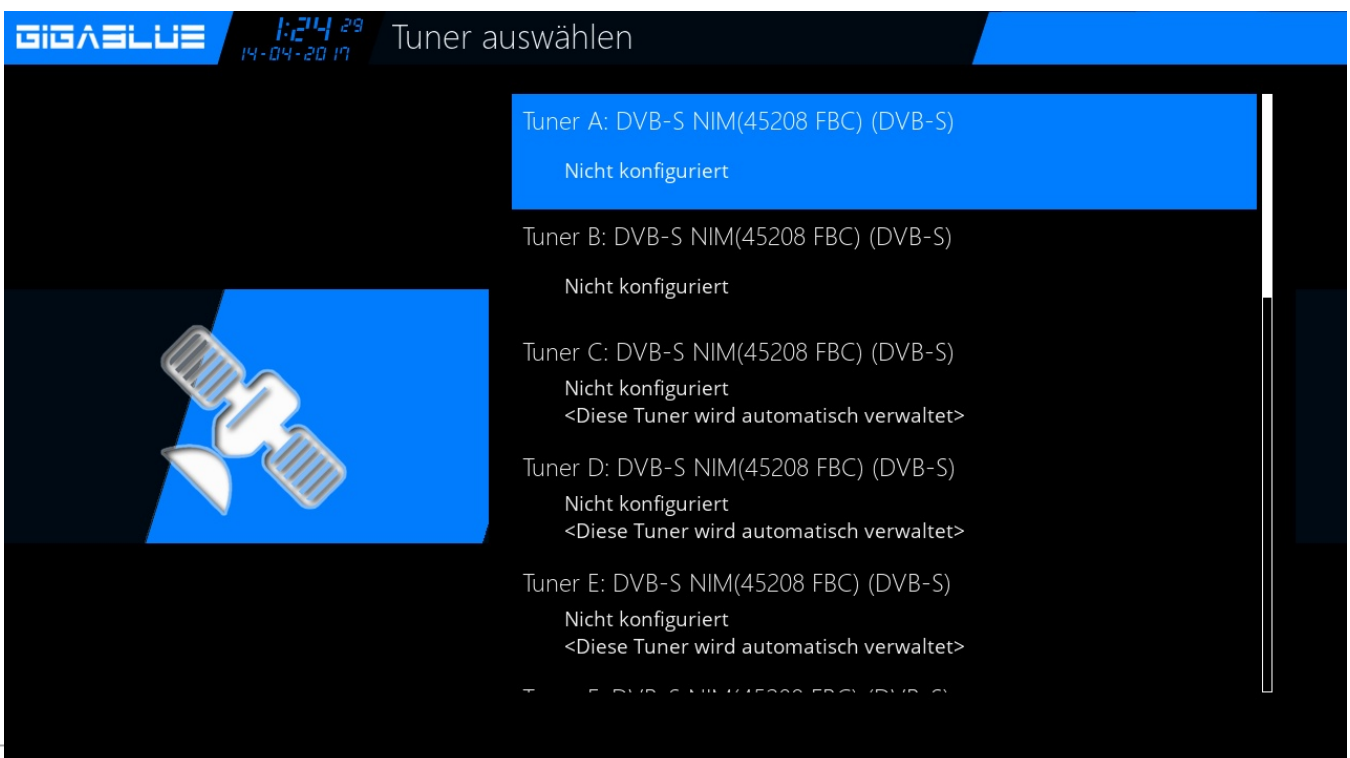 GIGABLUE
1:24 29
14-04-2017
Tuner auswählen
Tuner A: DVB-S NIM(45208 FBC) (DVB-S)
Nicht konfiguriert
Tuner B: DVB-S NIM(45208 FBC) (DVB-S)
Nicht konfiguriert
Tuner C: DVB-S NIM(45208 FBC) (DVB-S)
Nicht konfiguriert
<Diese Tuner wird automatisch verwaltet>
Tuner D: DVB-S NIM(45208 FBC) (DVB-S)
Nicht konfiguriert
<Diese Tuner wird automatisch verwaltet>
Tuner E: DVB-S NIM(45208 FBC) (DVB-S)
Nicht konfiguriert
<Diese Tuner wird automatisch verwaltet>